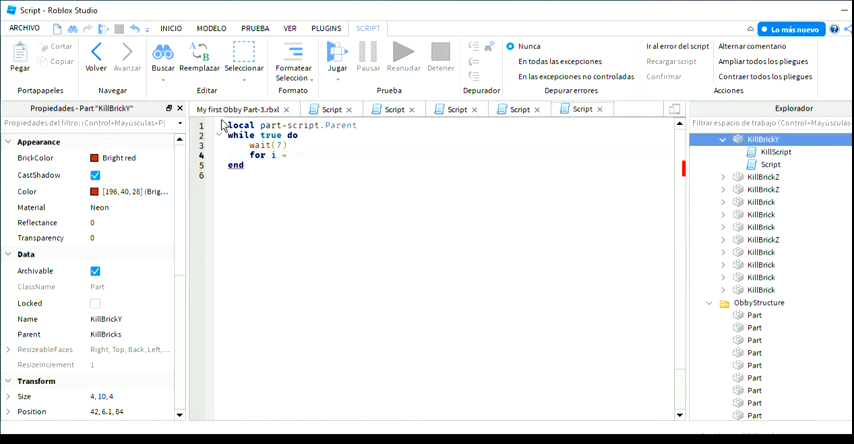 Script - Roblox Studio
ARCHIVO
INICIO MODELO PRUEBA VER PLUGINS SCRIPT
Lo más nuevo
Pegar
Cortar
Copiar
Portapapeles
Volver Avanzar
Navegar
Buscar Reemplazar Seleccionar
Editar
Formatear
Selección
Formato
Jugar Pausar Reanudar Detener
Prueba
Depurador
Nunca
En todas las excepciones
En las excepciones no controladas
Depurar errores
Ir al error del script
Recargar script
Confirmar
Alternar comentario
Ampliar todos los pliegues
Contraer todos los pliegues
Acciones
Propiedades - Part "KillBrickY"
Propiedades del filtro: (Control+Mayúsculas+P)
Appearance
BrickColor Bright red
CastShadow
Color [196, 40, 28] (Brig...
Material Neon
Reflectance 0
Transparency 0
Data
Archivable
ClassName Part
Locked
Name KillBrickY
Parent KillBricks
ResizeableFaces Right, Top, Back, Left,...
ResizeIncrement 1
Transform
Size 4, 10, 4
Position 42, 6.1, 84
My first Obby Part-3.rbxl Script Script Script Script Script
1 local part=script.Parent
2 while true do
3 wait(7)
4 for i =
5 end
6
Explorador
Filtrar espacio de trabajo (Control+Mayúsculas
KillBrickY
KillScript
Script
KillBrickZ
KillBrickZ
KillBrick
KillBrick
KillBrick
KillBrickZ
KillBrick
KillBrick
KillBrick
KillBrick
ObbyStructure
Part
Part
Part
Part
Part
Part
Part
Part
Part